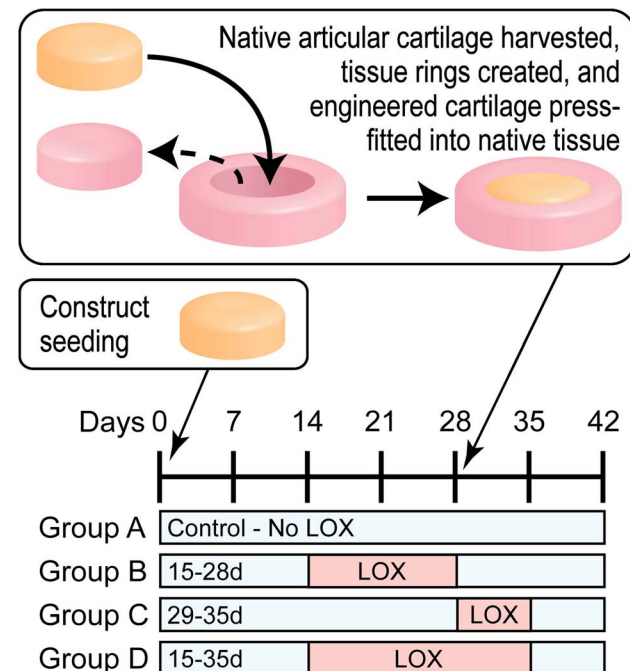 Native articular cartilage harvested,
tissue rings created, and
engineered cartilage press-
fitted into native tissue
Construct
seeding
Days 0 7 14 21 28 35 42
Group A Control - No LOX
Group B 15-28d LOX
Group C 29-35d LOX
Group D 15-35d LOX